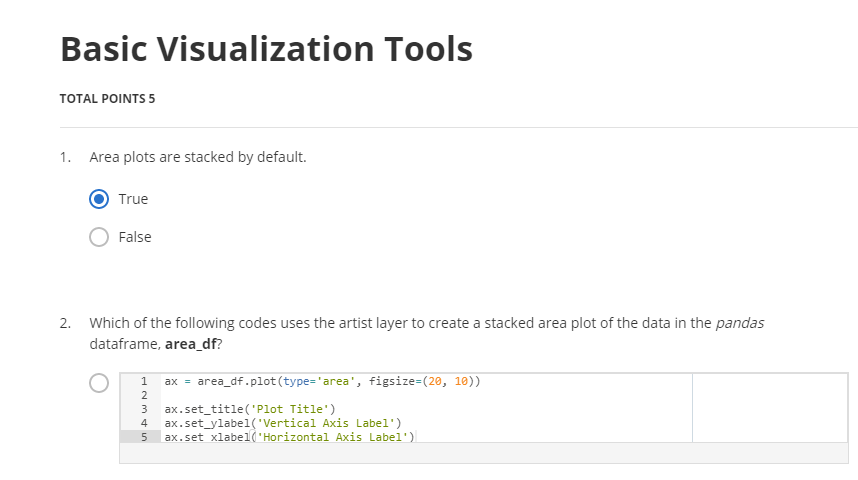 Basic Visualization Tools
TOTAL POINTS 5
1. Area plots are stacked by default.
True
False
2. Which of the following codes uses the artist layer to create a stacked area plot of the data in the pandas
dataframe, area_df?
1 ax = area_df.plot(type='area', figsize=(20, 10))
2
3 ax.set_title('Plot Title')
4 ax.set_ylabel('Vertical Axis Label')
5 ax.set_xlabel('Horizontal Axis Label')